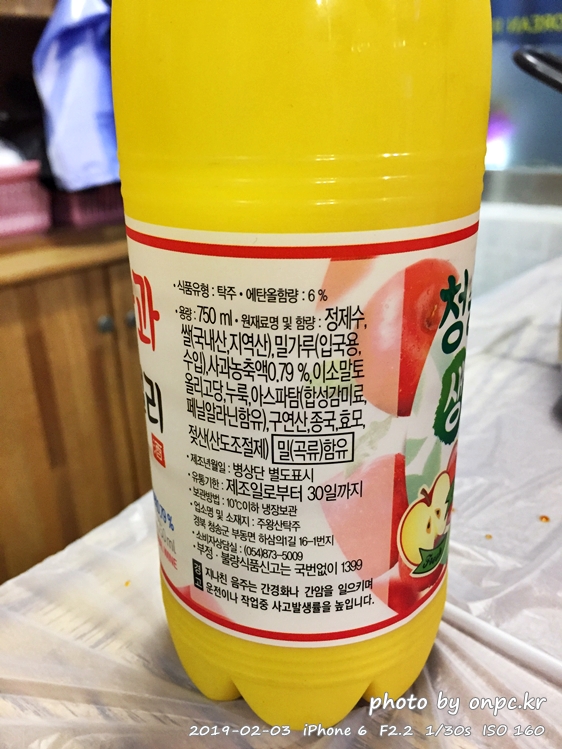 •식품유형 : 탁주 • 에탄올함량 : 6 %
•용량 : 750 ml • 원재료명 및 함량 : 정제수,
쌀(국내산,지역산), 밀가루(입국용,
수입),사과농축액0.79 %,이소말토
올리고당,누룩,아스파탐(합성감미료,
페닐알라닌함유),구연산,종국,효모,
젖산(산도조절제) 밀(곡류)함유
•제조년월일 : 병상단 별도표시
•유통기한 : 제조일로부터 30일까지
•보관방법 : 10℃이하 냉장보관
•업소명 및 소재지 : 주왕산탁주
경북 청송군 부동면 하삼의1길 16-1번지
•소비자상담실 : (054)873-5009
•부정 · 불량식품신고는 국번없이 1399
경고 지나친 음주는 간경화나 간암을 일으키며
운전이나 작업중 사고발생률을 높입니다.
과
리
청
생
photo by onpc.kr
2019-02-03 iPhone 6 F2.2 1/30s ISO 160